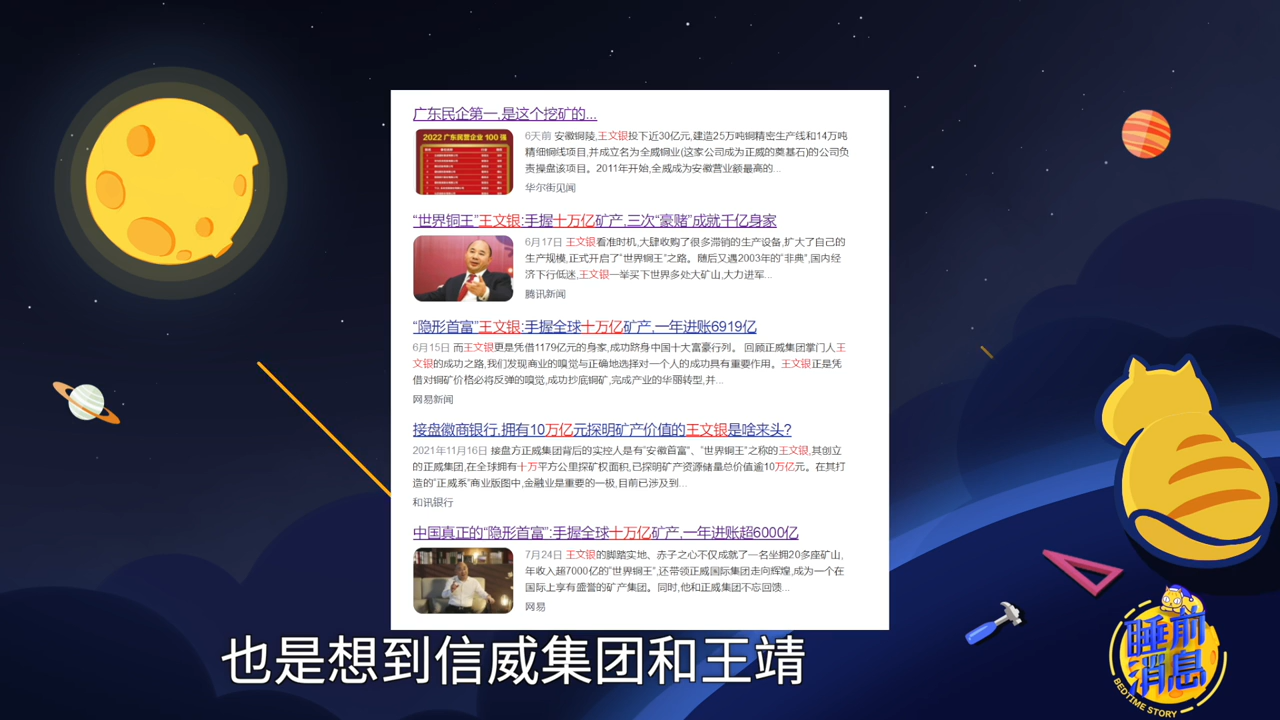 广东民企第一,是这个挖矿的...
2022 广东民营企业 100 强
6天前 安徽铜陵,王文银投下近30亿元,建造25万吨铜精密生产线和14万吨
精细铜线项目,并成立名为全威铜业(这家公司成为正威的奠基石)的公司负
责操盘该项目。2011年开始,全威成为安徽营业额最高的...
华尔街见闻
“世界铜王”王文银:手握十万亿矿产,三次“豪赌”成就千亿身家
6月17日 王文银看准时机,大肆收购了很多滞销的生产设备,扩大了自己的
生产规模,正式开启了“世界铜王”之路。随后又遇2003年的“非典”,国内经
济下行低迷,王文银一举买下世界多处大矿山,大力进军...
腾讯新闻
“隐形首富”王文银:手握全球十万亿矿产,一年进账6919亿
6月15日 而王文银更是凭借1179亿元的身家,成功跻身中国十大富豪行列。 回顾正威集团掌门人王
文银的成功之路,我们发现商业的嗅觉与正确地选择对一个人的成功具有重要作用。王文银正是凭
借对铜矿价格必将反弹的嗅觉,成功抄底铜矿,完成产业的华丽转型,并...
网易新闻
接盘徽商银行,拥有10万亿元探明矿产价值的王文银是啥来头?
2021年11月16日 接盘方正威集团背后的实控人是有“安徽首富”、“世界铜王”之称的王文银,其创立
的正威集团,在全球拥有十万平方公里探矿权面积,已探明矿产资源储量总价值逾10万亿元。在其打
造的“正威系”商业版图中,金融业是重要的一极,目前已涉及到...
和讯银行
中国真正的“隐形首富”:手握全球十万亿矿产,一年进账超6000亿
7月24日 王文银的脚踏实地、赤子之心不仅成就了一名坐拥20多座矿山,
年收入超7000亿的“世界铜王”,还带领正威国际集团走向辉煌,成为一个在
国际上享有盛誉的矿产集团。同时,他和正威集团不忘回馈...
网易
也是想到信威集团和王靖
睡前
消息
BEDTIME STORY